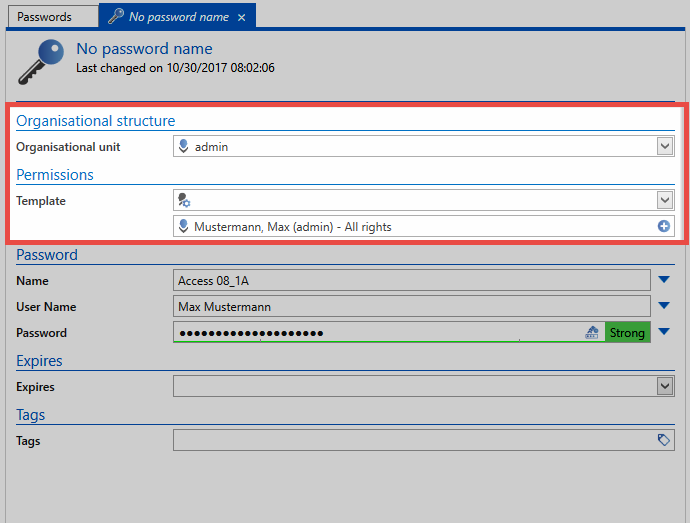 Passwords No password name ×
No password name
Last changed on 10/30/2017 08:02:06
Organisational structure
Organisational unit admin
Permissions
Template
Mustermann, Max (admin) - All rights
Password
Name Access 08_1A
User Name Max Mustermann
Password ●●●●●●●●●●●●●●●●●●●● Strong
Expires
Expires
Tags
Tags